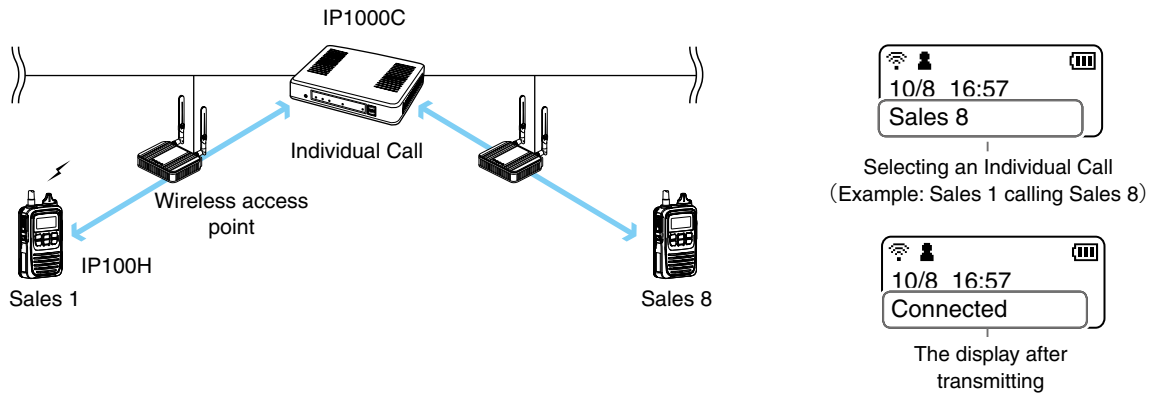 IP1000C
Individual Call
Wireless access
point
IP100H
Sales 1
Sales 8
10/8 16:57
Sales 8
Selecting an Individual Call
（Example: Sales 1 calling Sales 8）
10/8 16:57
Connected
The display after
transmitting